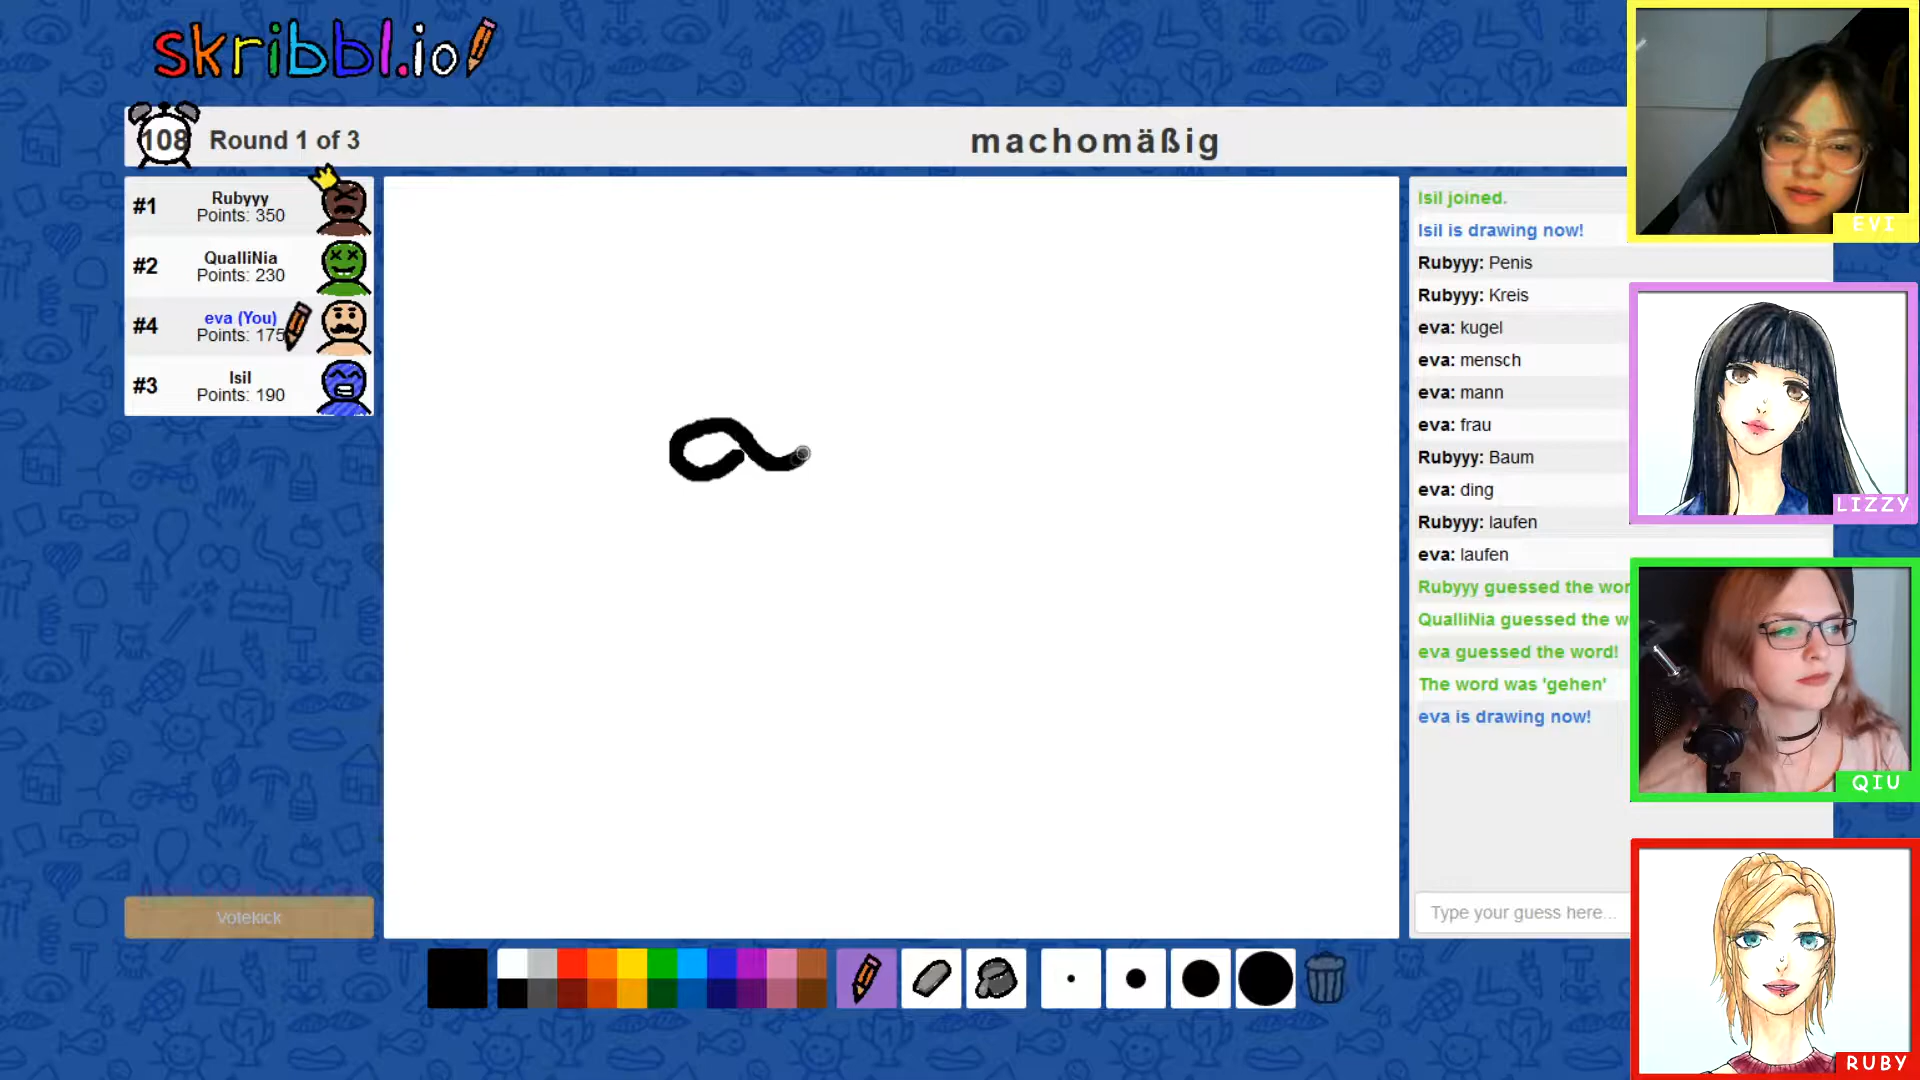 skribbl.io
108
Round 1 of 3
machomäßig
#1
Rubyyy
Points: 350
#2
QualliNia
Points: 230
#4
eva (You)
Points: 175
#3
Isil
Points: 190
Votekick
Isil joined.
Isil is drawing now!
Rubyyy: Penis
Rubyyy: Kreis
eva: kugel
eva: mensch
eva: mann
eva: frau
Rubyyy: Baum
eva: ding
Rubyyy: laufen
eva: laufen
Rubyyy guessed the wor
QualliNia guessed the w
eva guessed the word!
The word was 'gehen'
eva is drawing now!
Type your guess here...
EVI
LIZZY
QIU
RUBY